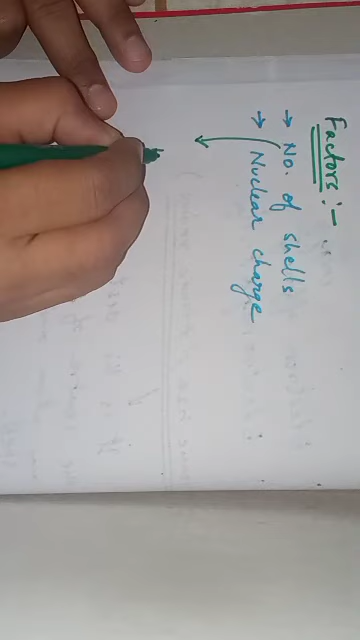 Factors :-
→ No. of shells
→ Nuclear charge